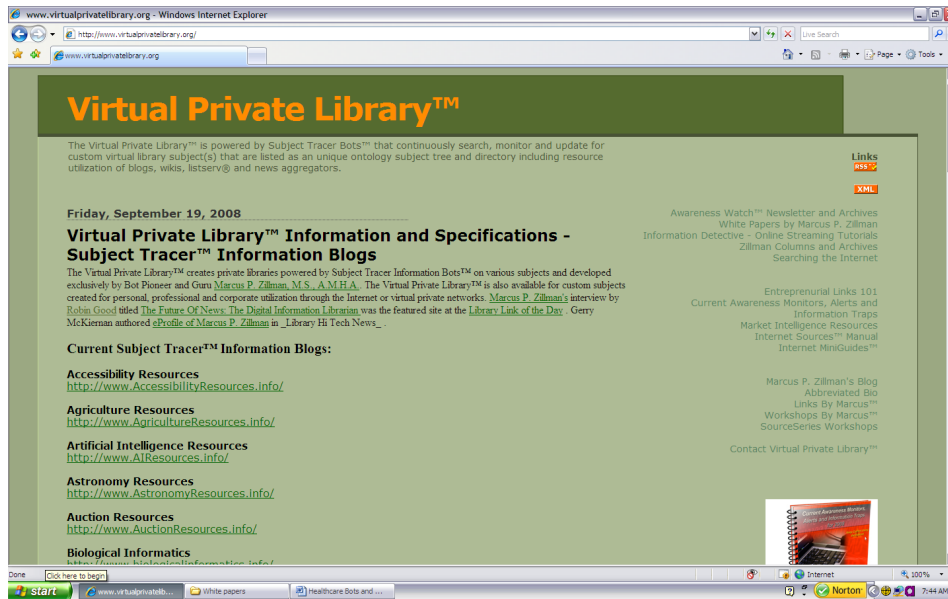 www.virtualprivatelibrary.org - Windows Internet Explorer
http://www.virtualprivatelibrary.org/
Live Search
www.virtualprivatelibrary.org
Page
Tools
Virtual Private Library™
The Virtual Private Library™ is powered by Subject Tracer Bots™ that continuously search, monitor and update for
custom virtual library subject(s) that are listed as an unique ontology subject tree and directory including resource
utilization of blogs, wikis, listserv® and news aggregators.
Friday, September 19, 2008
Virtual Private Library™ Information and Specifications -
Subject Tracer™ Information Blogs
The Virtual Private Library™ creates private libraries powered by Subject Tracer Information Bots™ on various subjects and developed
exclusively by Bot Pioneer and Guru Marcus P. Zillman, M.S., A.M.H.A.. The Virtual Private Library™ is also available for custom subjects
created for personal, professional and corporate utilization through the Internet or virtual private networks. Marcus P. Zillman's interview by
Robin Good titled The Future Of News: The Digital Information Librarian was the featured site at the Library Link of the Day . Gerry
McKiernan authored eProfile of Marcus P. Zillman in _Library Hi Tech News_ .
Current Subject Tracer™ Information Blogs:
Accessibility Resources
http://www.AccessibilityResources.info/
Agriculture Resources
http://www.AgricultureResources.info/
Artificial Intelligence Resources
http://www.AIResources.info/
Astronomy Resources
http://www.AstronomyResources.info/
Auction Resources
http://www.AuctionResources.info/
Biological Informatics
http://www.biologicalinformatics.info/
Links
RSS
XML
Awareness Watch™ Newsletter and Archives
White Papers by Marcus P. Zillman
Information Detective - Online Streaming Tutorials
Zillman Columns and Archives
Searching the Internet
Entreprenurial Links 101
Current Awareness Monitors, Alerts and
Information Traps
Market Intelligence Resources
Internet Sources™ Manual
Internet MiniGuides™
Marcus P. Zillman's Blog
Abbreviated Bio
Links By Marcus™
Workshops By Marcus™
SourceSeries Workshops
Contact Virtual Private Library™
Current Awareness Monitors,
Alerts and Information Traps
Done
Click here to begin
Internet
100%
start
www.virtualprivatelib...
White papers
Healthcare Bots and ...
Norton
7:44 AM